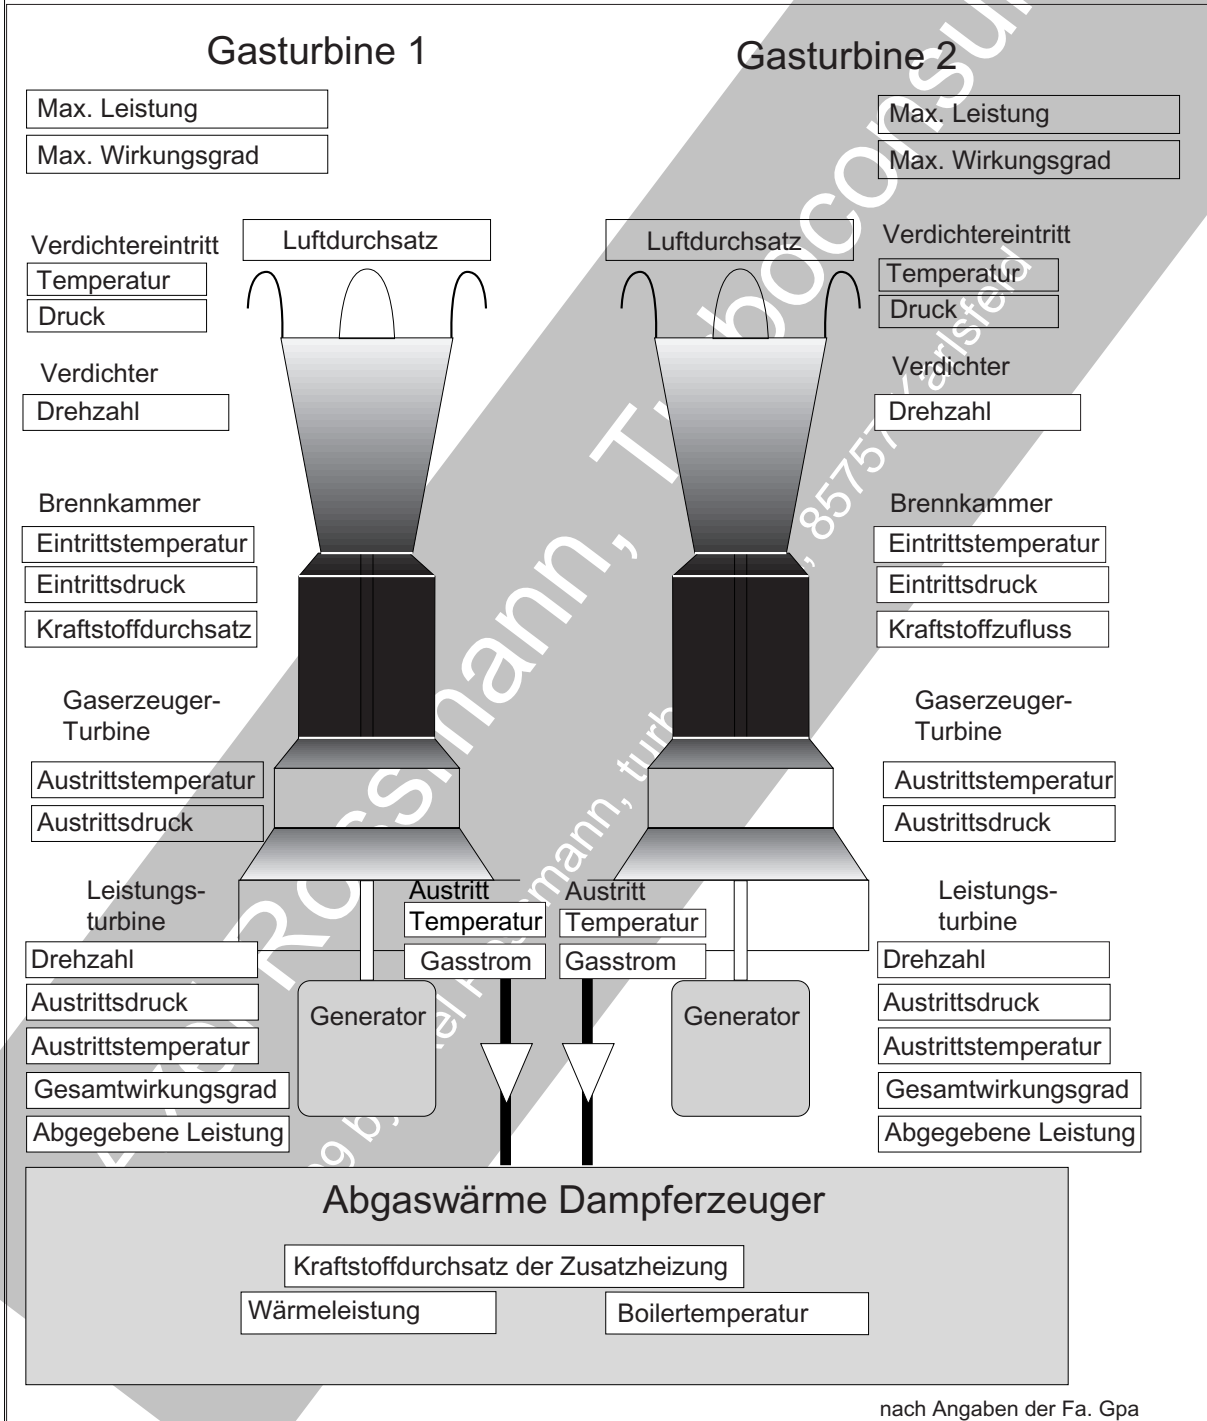 Gasturbine 1
Gasturbine 2
Max. Leistung
Max. Leistung
Max. Wirkungsgrad
Max. Wirkungsgrad
Verdichtereintritt
Luftdurchsatz
Luftdurchsatz
Verdichtereintritt
Temperatur
Temperatur
Druck
Druck
Verdichter
Verdichter
Drehzahl
Drehzahl
Brennkammer
Brennkammer
Eintrittstemperatur
Eintrittstemperatur
Eintrittsdruck
Eintrittsdruck
Kraftstoffdurchsatz
Kraftstoffzufluss
Gaserzeuger-
Turbine
Gaserzeuger-
Turbine
Austrittstemperatur
Austrittstemperatur
Austrittsdruck
Austrittsdruck
Leistungs-
turbine
Austritt
Austritt
Leistungs-
turbine
Temperatur
Temperatur
Drehzahl
Gasstrom
Gasstrom
Drehzahl
Austrittsdruck
Generator
Generator
Austrittsdruck
Austrittstemperatur
Austrittstemperatur
Gesamtwirkungsgrad
Gesamtwirkungsgrad
Abgegebene Leistung
Abgegebene Leistung
Abgaswärme Dampferzeuger
Kraftstoffdurchsatz der Zusatzheizung
Wärmeleistung
Boilertemperatur
nach Angaben der Fa. Gpa